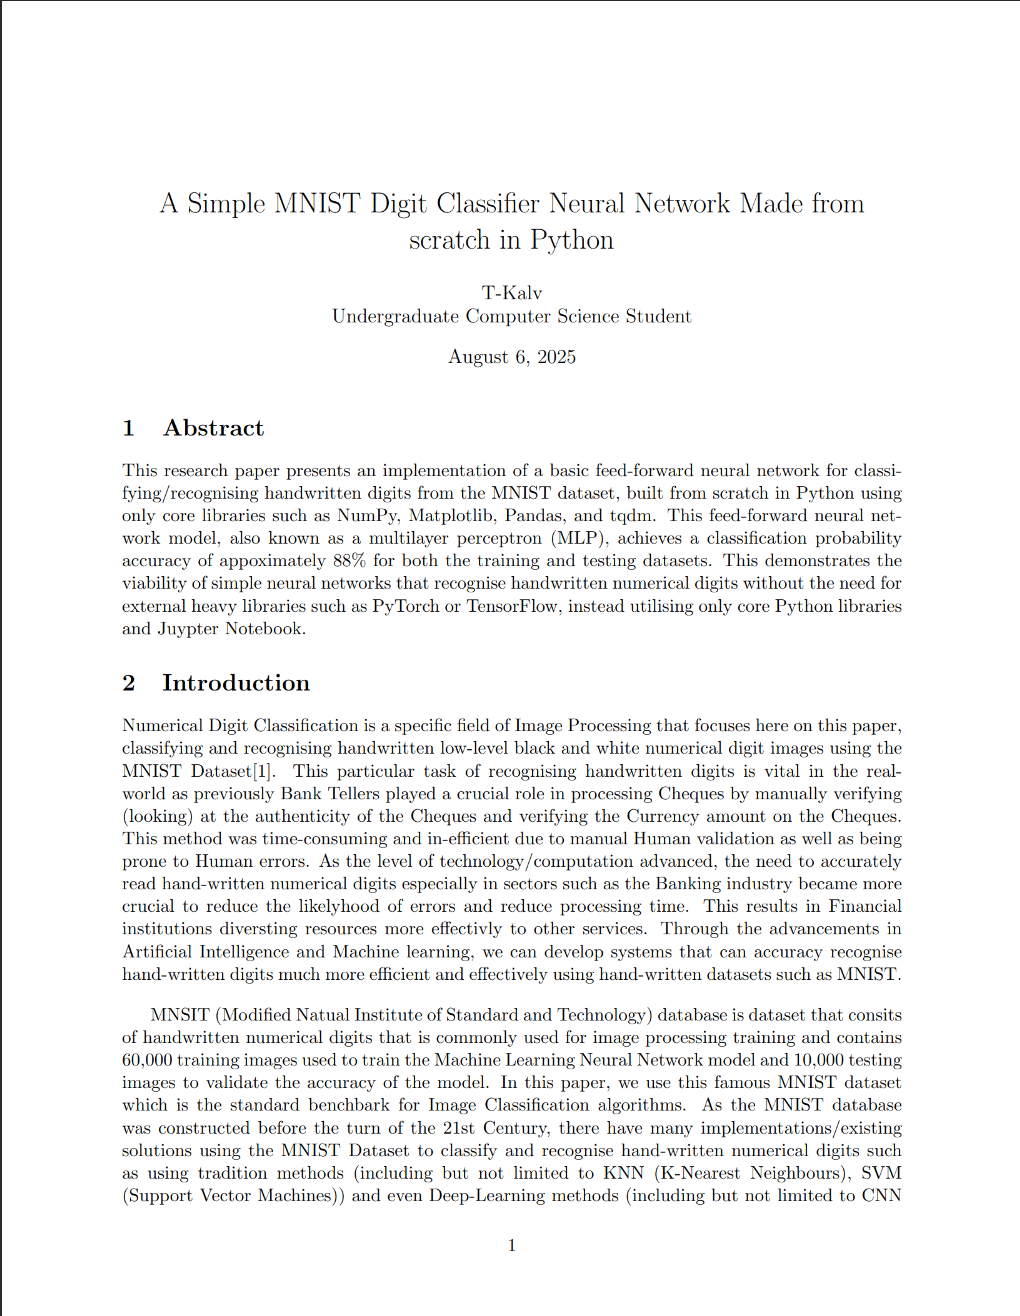 A Simple MNIST Digit Classifier Neural Network Made from
scratch in Python
T-Kalv
Undergraduate Computer Science Student
August 6, 2025
1 Abstract
This research paper presents an implementation of a basic feed-forward neural network for classi-
fying/recognising handwritten digits from the MNIST dataset, built from scratch in Python using
only core libraries such as NumPy, Matplotlib, Pandas, and tqdm. This feed-forward neural net-
work model, also known as a multilayer perceptron (MLP), achieves a classification probability
accuracy of appoximately 88% for both the training and testing datasets. This demonstrates the
viability of simple neural networks that recognise handwritten numerical digits without the need for
external heavy libraries such as PyTorch or TensorFlow, instead utilising only core Python libraries
and Juypter Notebook.
2 Introduction
Numerical Digit Classification is a specific field of Image Processing that focuses here on this paper,
classifying and recognising handwritten low-level black and white numerical digit images using the
MNIST Dataset[1]. This particular task of recognising handwritten digits is vital in the real-
world as previously Bank Tellers played a crucial role in processing Cheques by manually verifying
(looking) at the authenticity of the Cheques and verifying the Currency amount on the Cheques.
This method was time-consuming and in-efficient due to manual Human validation as well as being
prone to Human errors. As the level of technology/computation advanced, the need to accurately
read hand-written numerical digits especially in sectors such as the Banking industry became more
crucial to reduce the likelyhood of errors and reduce processing time. This results in Financial
institutions diversting resources more effectivly to other services. Through the advancements in
Artificial Intelligence and Machine learning, we can develop systems that can accuracy recognise
hand-written digits much more efficient and effectively using hand-written datasets such as MNIST.
MNSIT (Modified Natual Institute of Standard and Technology) database is dataset that consits
of handwritten numerical digits that is commonly used for image processing training and contains
60,000 training images used to train the Machine Learning Neural Network model and 10,000 testing
images to validate the accuracy of the model. In this paper, we use this famous MNIST dataset
which is the standard benchbark for Image Classification algorithms. As the MNIST database
was constructed before the turn of the 21st Century, there have many implementations/existing
solutions using the MNIST Dataset to classify and recognise hand-written numerical digits such
as using tradition methods (including but not limited to KNN (K-Nearest Neighbours), SVM
(Support Vector Machines)) and even Deep-Learning methods (including but not limited to CNN
1